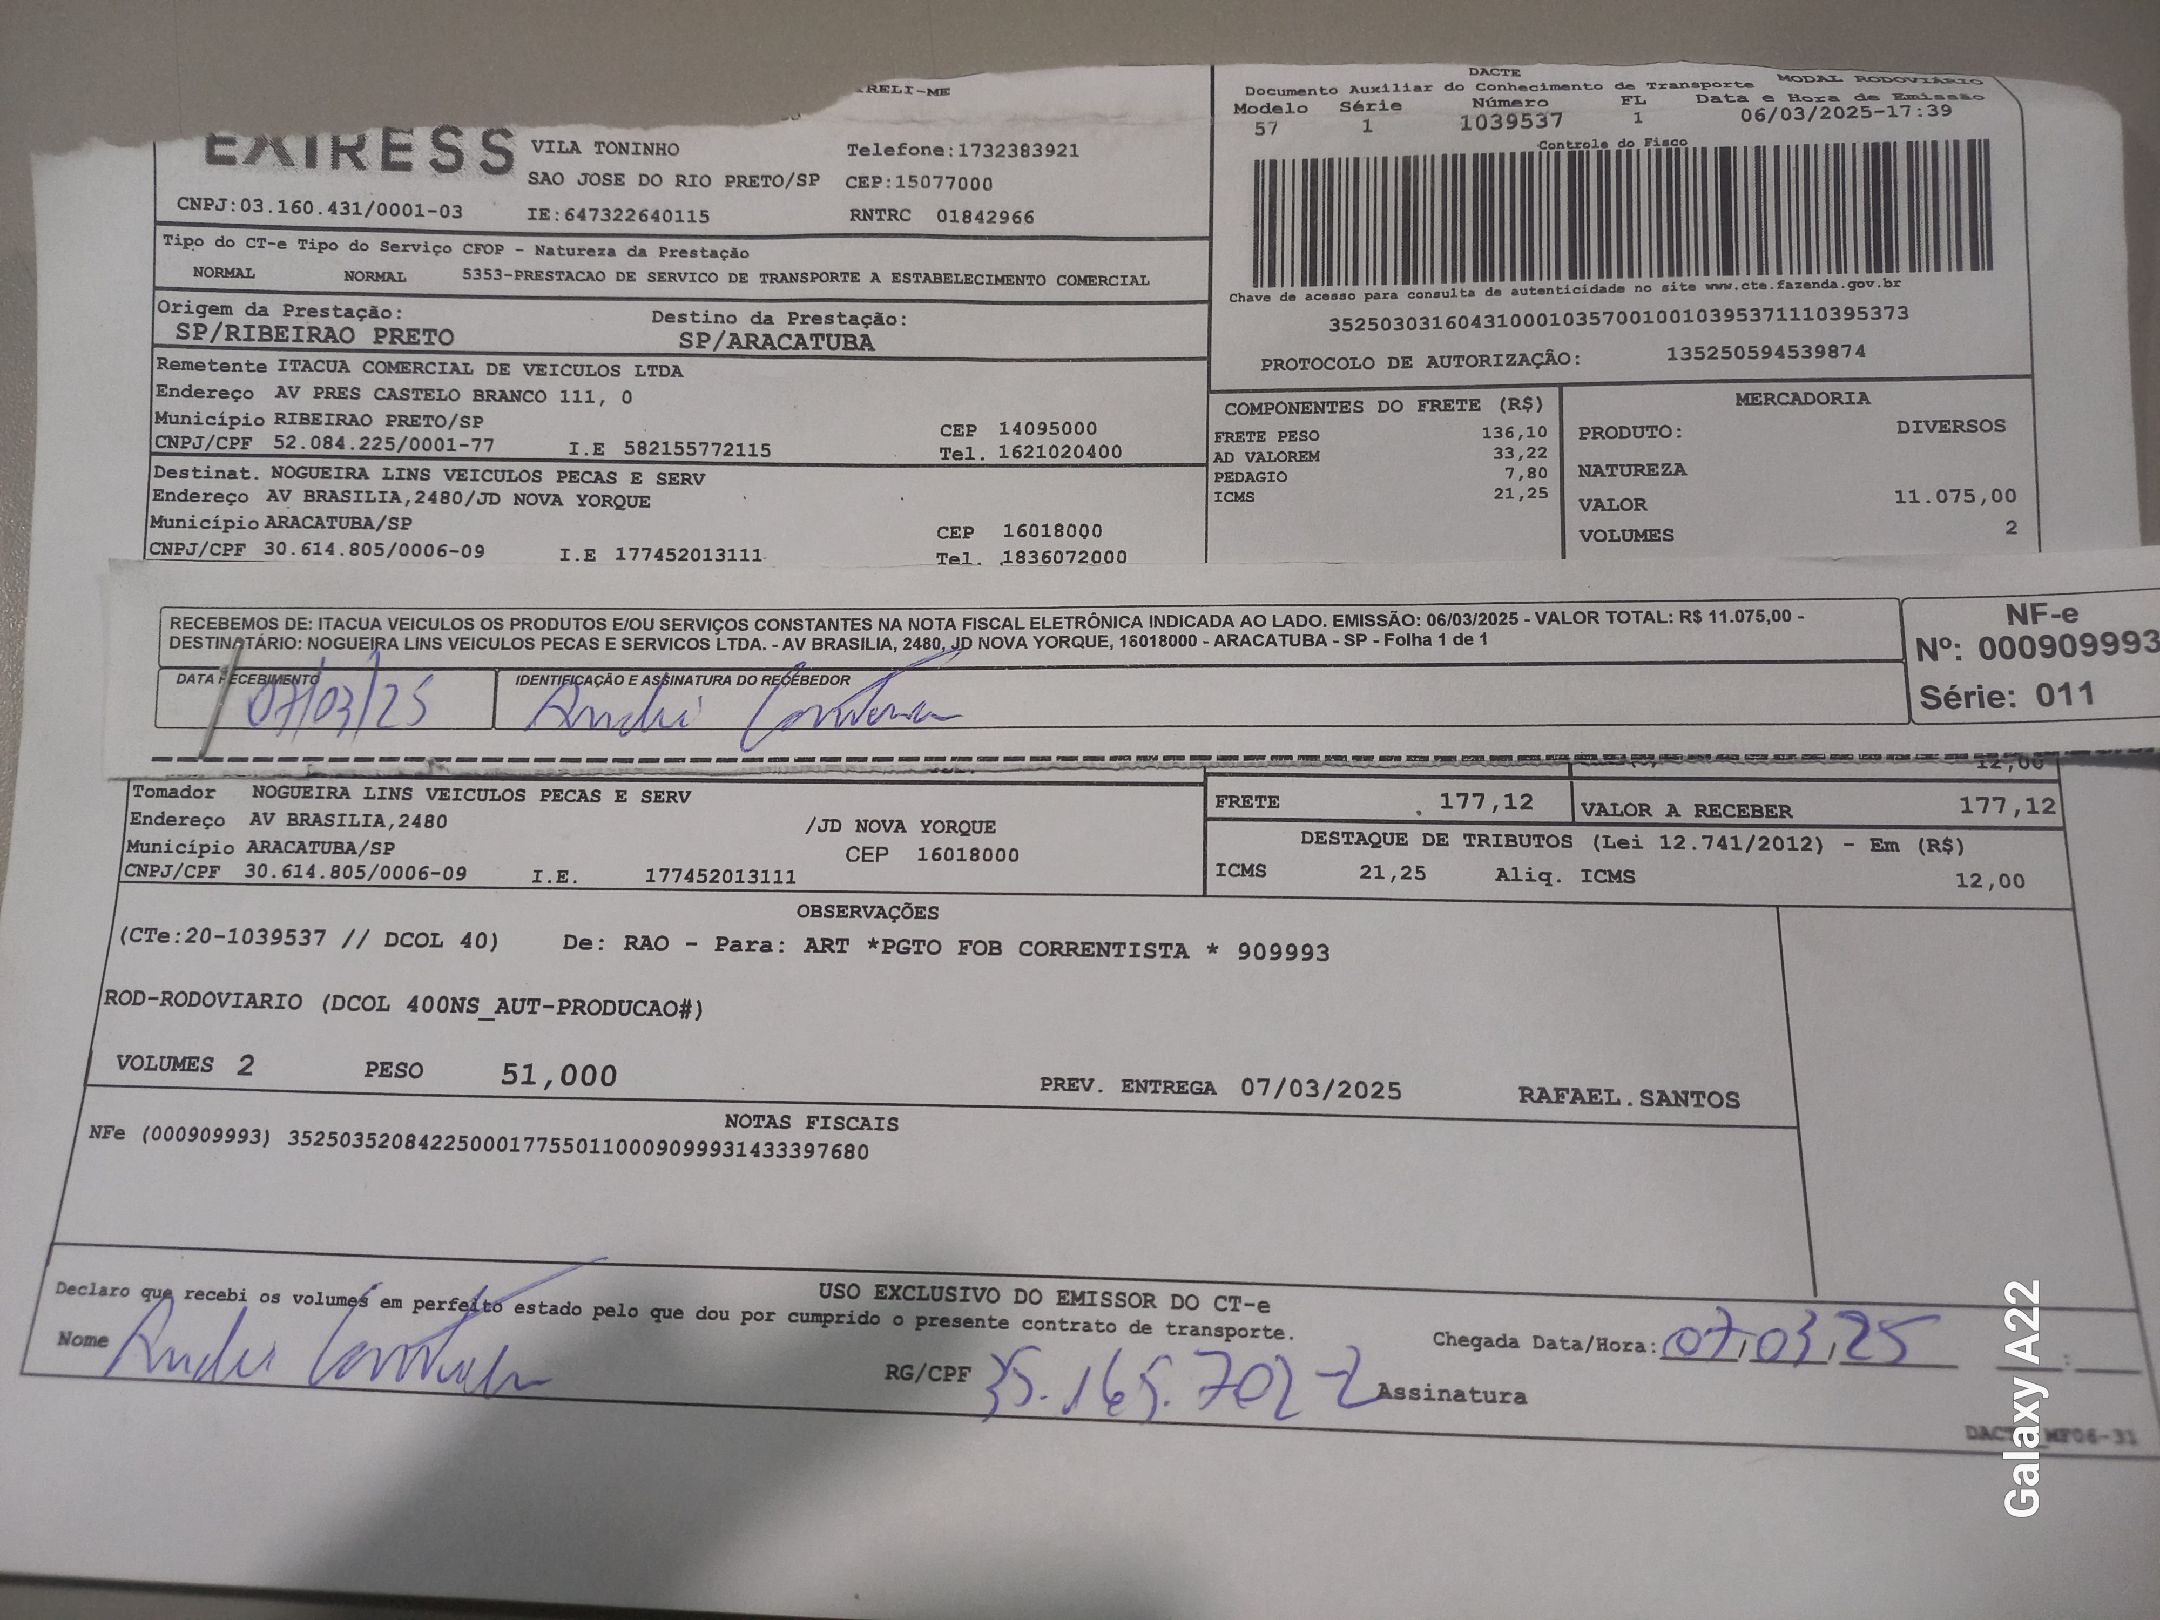 RELI-ME
DACTE
MODAL RODOVIÁRIO
Documento Auxiliar do Conhecimento de Transporte
Modelo Série Número FL Data e Hora de Emissão
57 1 1039537 1 06/03/2025-17:39
Controle do Fisco
VILA TONINHO Telefone:1732383921
SAO JOSE DO RIO PRETO/SP CEP:15077000
CNPJ:03.160.431/0001-03 IE:647322640115 RNTRC 01842966
Tipo do CT-e Tipo do Serviço CFOP - Natureza da Prestação
NORMAL NORMAL 5353-PRESTACAO DE SERVICO DE TRANSPORTE A ESTABELECIMENTO COMERCIAL
Chave de acesso para consulta de autenticidade no site www.cte.fazenda.gov.br
35250303160431000103570010010395371110395373
PROTOCOLO DE AUTORIZAÇÃO: 135250594539874
Origem da Prestação: Destino da Prestação:
SP/RIBEIRAO PRETO SP/ARACATUBA
Remetente ITACUA COMERCIAL DE VEICULOS LTDA
Endereço AV PRES CASTELO BRANCO 111, 0
Município RIBEIRAO PRETO/SP CEP 14095000
CNPJ/CPF 52.084.225/0001-77 I.E 582155772115 Tel. 1621020400
Destinat. NOGUEIRA LINS VEICULOS PECAS E SERV
Endereço AV BRASILIA,2480/JD NOVA YORQUE
Município ARACATUBA/SP CEP 16018000
CNPJ/CPF 30.614.805/0006-09 I.E 177452013111 Tel. 1836072000
COMPONENTES DO FRETE (R$)
FRETE PESO 136,10
AD VALOREM 33,22
PEDAGIO 7,80
ICMS 21,25
MERCADORIA
PRODUTO: DIVERSOS
NATUREZA
VALOR 11.075,00
VOLUMES 2
RECEBEMOS DE: ITACUA VEICULOS OS PRODUTOS E/OU SERVIÇOS CONSTANTES NA NOTA FISCAL ELETRÔNICA INDICADA AO LADO. EMISSÃO: 06/03/2025 - VALOR TOTAL: R$ 11.075,00 -
DESTINATÁRIO: NOGUEIRA LINS VEICULOS PECAS E SERVICOS LTDA. - AV BRASILIA, 2480, JD NOVA YORQUE, 16018000 - ARACATUBA - SP - Folha 1 de 1
NF-e
Nº: 000909993
Série: 011
DATA RECEBIMENTO IDENTIFICAÇÃO E ASSINATURA DO RECEBEDOR
07/03/25
12,00
Tomador NOGUEIRA LINS VEICULOS PECAS E SERV
Endereço AV BRASILIA,2480 /JD NOVA YORQUE
Município ARACATUBA/SP CEP 16018000
CNPJ/CPF 30.614.805/0006-09 I.E. 177452013111
FRETE 177,12 VALOR A RECEBER 177,12
DESTAQUE DE TRIBUTOS (Lei 12.741/2012) - Em (R$)
ICMS 21,25 Aliq. ICMS 12,00
OBSERVAÇÕES
(CTe:20-1039537 // DCOL 40) De: RAO - Para: ART *PGTO FOB CORRENTISTA * 909993
ROD-RODOVIARIO (DCOL 400NS_AUT-PRODUCAO#)
VOLUMES 2 PESO 51,000 PREV. ENTREGA 07/03/2025 RAFAEL.SANTOS
NOTAS FISCAIS
NFe (000909993) 35250352084225000177550110009099931433397680
USO EXCLUSIVO DO EMISSOR DO CT-e
Declaro que recebi os volumes em perfeito estado pelo que dou por cumprido o presente contrato de transporte.
Nome RG/CPF 35.165.702-2 Assinatura
Chegada Data/Hora: 07/03/25 :
Galaxy A22